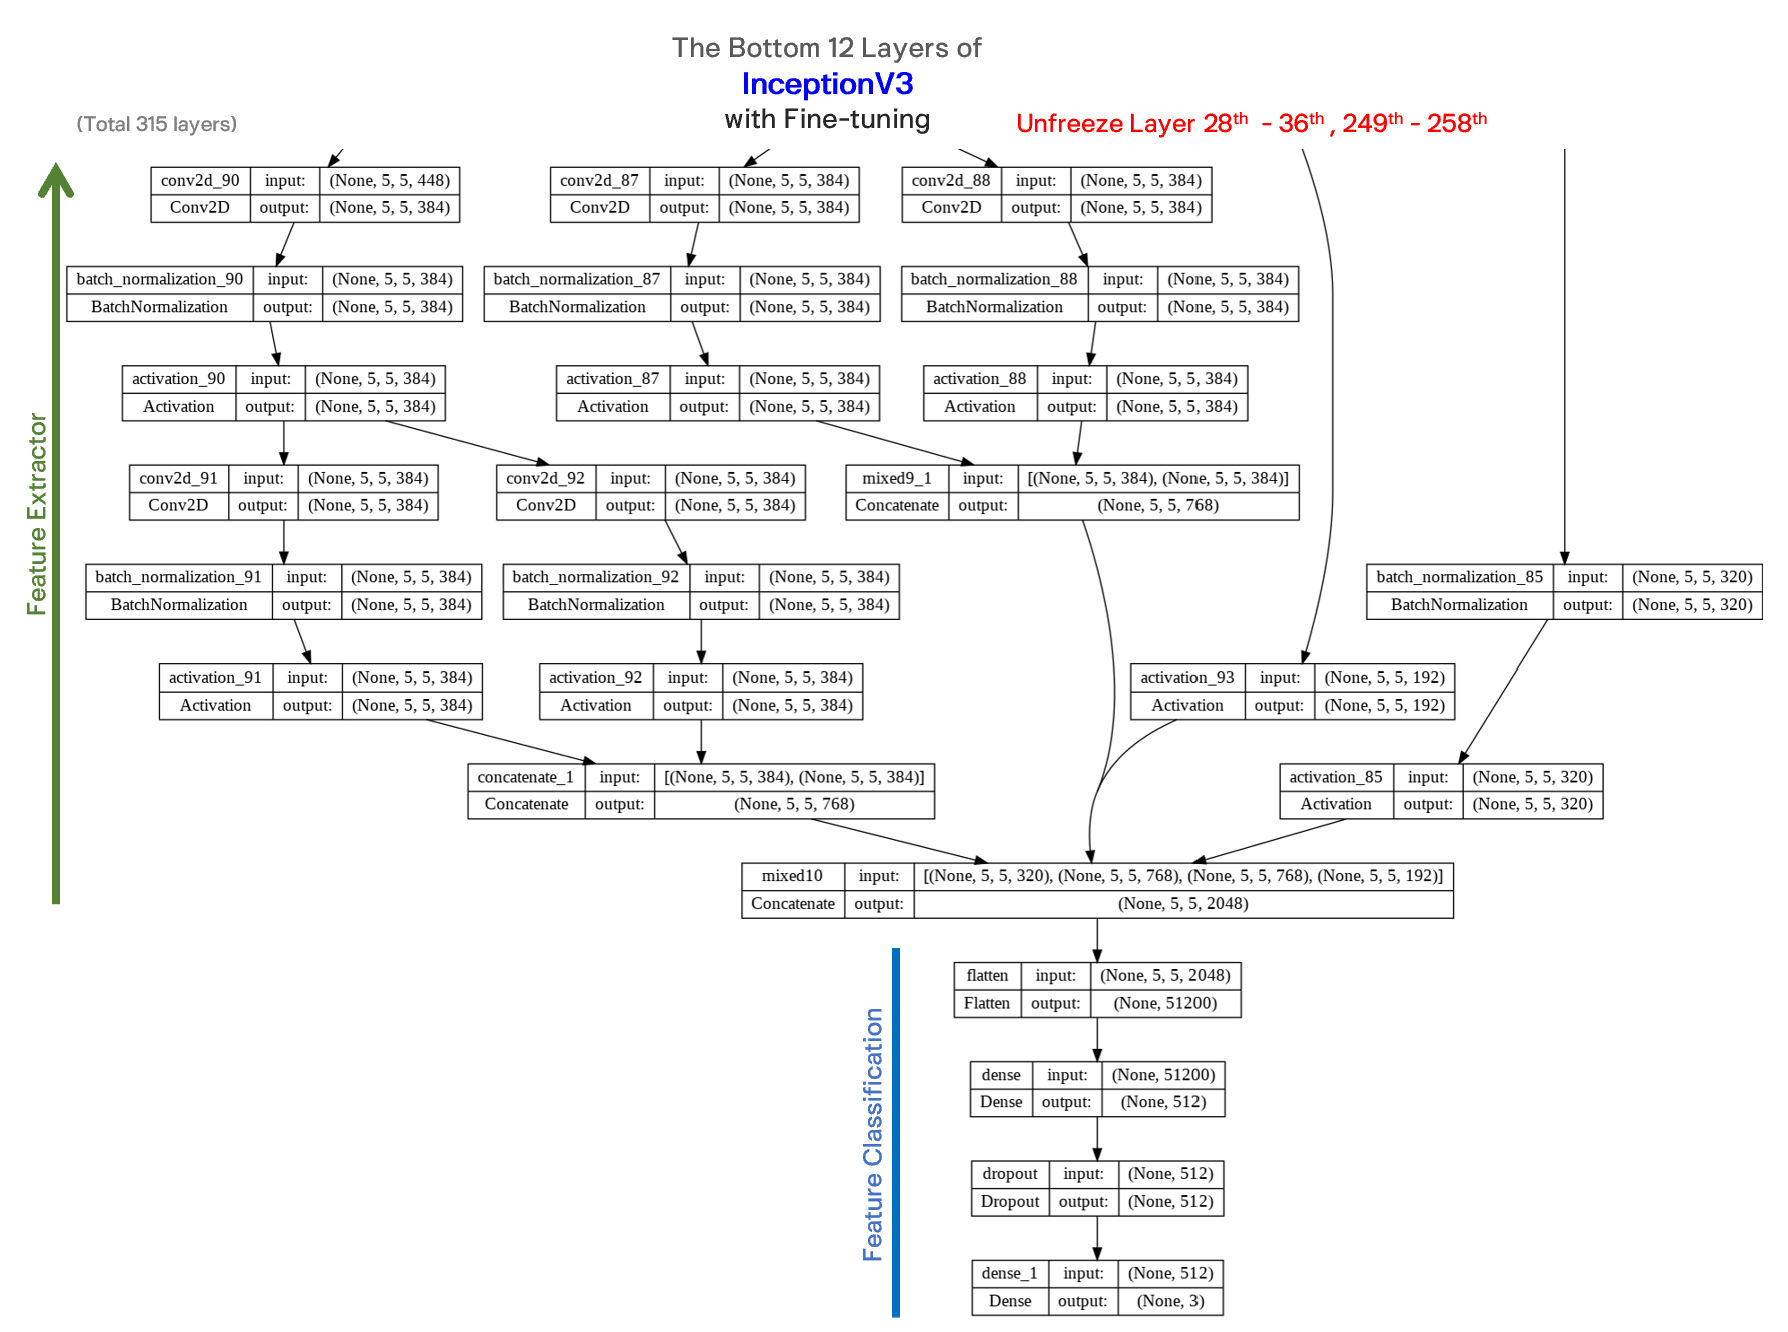 The Bottom 12 Layers of
InceptionV3
with Fine-tuning
(Total 315 layers)
Unfreeze Layer 28th - 36th , 249th - 258th
Feature Extractor
conv2d_90 input: (None, 5, 5, 448)
Conv2D output: (None, 5, 5, 384)
conv2d_87 input: (None, 5, 5, 384)
Conv2D output: (None, 5, 5, 384)
conv2d_88 input: (None, 5, 5, 384)
Conv2D output: (None, 5, 5, 384)
batch_normalization_90 input: (None, 5, 5, 384)
BatchNormalization output: (None, 5, 5, 384)
batch_normalization_87 input: (None, 5, 5, 384)
BatchNormalization output: (None, 5, 5, 384)
batch_normalization_88 input: (None, 5, 5, 384)
BatchNormalization output: (None, 5, 5, 384)
activation_90 input: (None, 5, 5, 384)
Activation output: (None, 5, 5, 384)
activation_87 input: (None, 5, 5, 384)
Activation output: (None, 5, 5, 384)
activation_88 input: (None, 5, 5, 384)
Activation output: (None, 5, 5, 384)
conv2d_91 input: (None, 5, 5, 384)
Conv2D output: (None, 5, 5, 384)
conv2d_92 input: (None, 5, 5, 384)
Conv2D output: (None, 5, 5, 384)
mixed9_1 input: [(None, 5, 5, 384), (None, 5, 5, 384)]
Concatenate output: (None, 5, 5, 768)
batch_normalization_91 input: (None, 5, 5, 384)
BatchNormalization output: (None, 5, 5, 384)
batch_normalization_92 input: (None, 5, 5, 384)
BatchNormalization output: (None, 5, 5, 384)
batch_normalization_85 input: (None, 5, 5, 320)
BatchNormalization output: (None, 5, 5, 320)
activation_91 input: (None, 5, 5, 384)
Activation output: (None, 5, 5, 384)
activation_92 input: (None, 5, 5, 384)
Activation output: (None, 5, 5, 384)
activation_93 input: (None, 5, 5, 192)
Activation output: (None, 5, 5, 192)
concatenate_1 input: [(None, 5, 5, 384), (None, 5, 5, 384)]
Concatenate output: (None, 5, 5, 768)
activation_85 input: (None, 5, 5, 320)
Activation output: (None, 5, 5, 320)
mixed10 input: [(None, 5, 5, 320), (None, 5, 5, 768), (None, 5, 5, 768), (None, 5, 5, 192)]
Concatenate output: (None, 5, 5, 2048)
Feature Classification
flatten input: (None, 5, 5, 2048)
Flatten output: (None, 51200)
dense input: (None, 51200)
Dense output: (None, 512)
dropout input: (None, 512)
Dropout output: (None, 512)
dense_1 input: (None, 512)
Dense output: (None, 3)